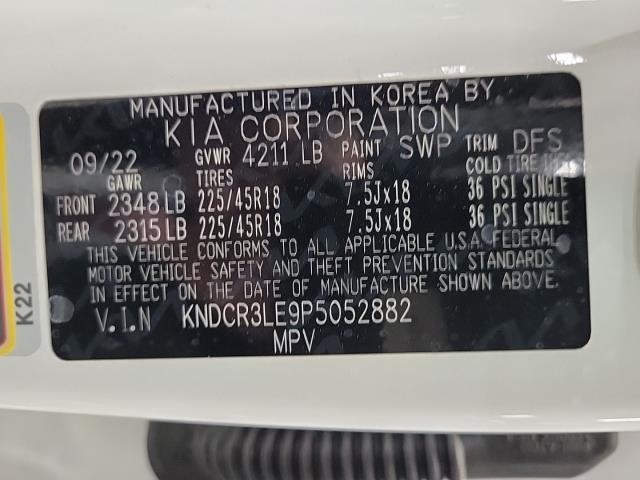 MANUFACTURED IN KOREA BY
KIA CORPORATION
09/22 GVWR 4211 LB PAINT SWP TRIM DFS
GAWR TIRES RIMS COLD TIRE
FRONT 2348 LB 225/45R18 7.5Jx18 36 PSI SINGLE
REAR 2315 LB 225/45R18 7.5Jx18 36 PSI SINGLE
THIS VEHICLE CONFORMS TO ALL APPLICABLE U.S.A. FEDERAL
MOTOR VEHICLE SAFETY AND THEFT PREVENTION STANDARDS
IN EFFECT ON THE DATE OF MANUFACTURE SHOWN ABOVE.
V.I.N KNDCR3LE9P5052882
MPV
K22